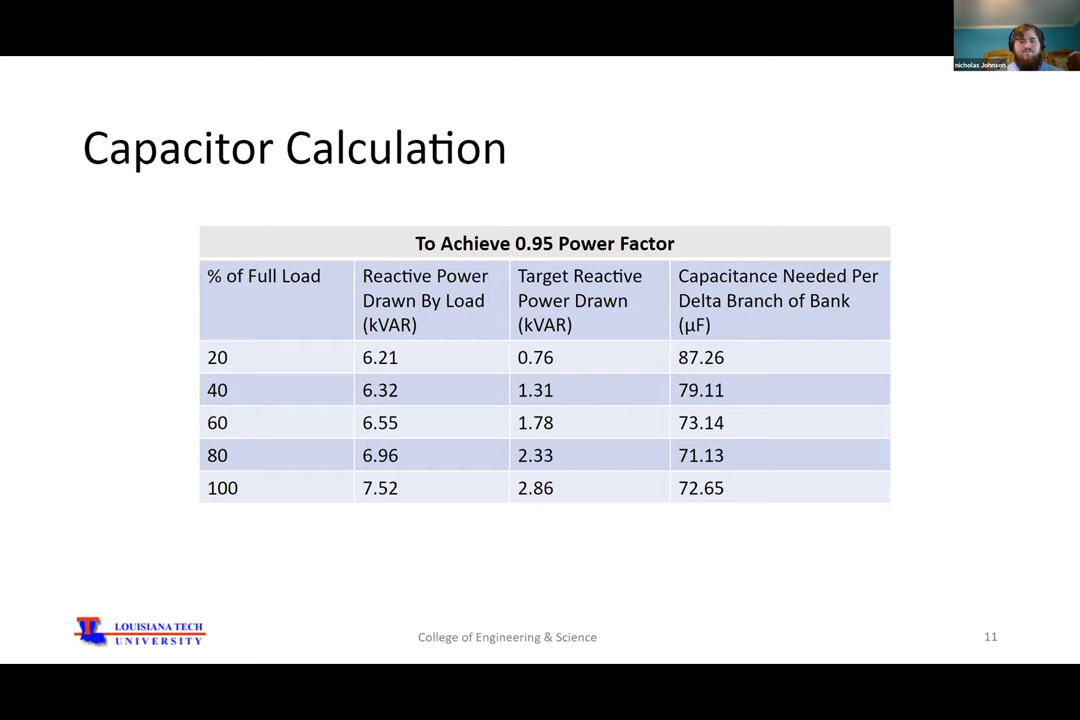 nicholas Johnson
Capacitor Calculation
To Achieve 0.95 Power Factor
% of Full Load
Reactive Power
Drawn By Load
(kVAR)
Target Reactive
Power Drawn
(kVAR)
Capacitance Needed Per
Delta Branch of Bank
(µF)
20 6.21 0.76 87.26
40 6.32 1.31 79.11
60 6.55 1.78 73.14
80 6.96 2.33 71.13
100 7.52 2.86 72.65
LOUISIANA TECH
UNIVERSITY
College of Engineering & Science
11